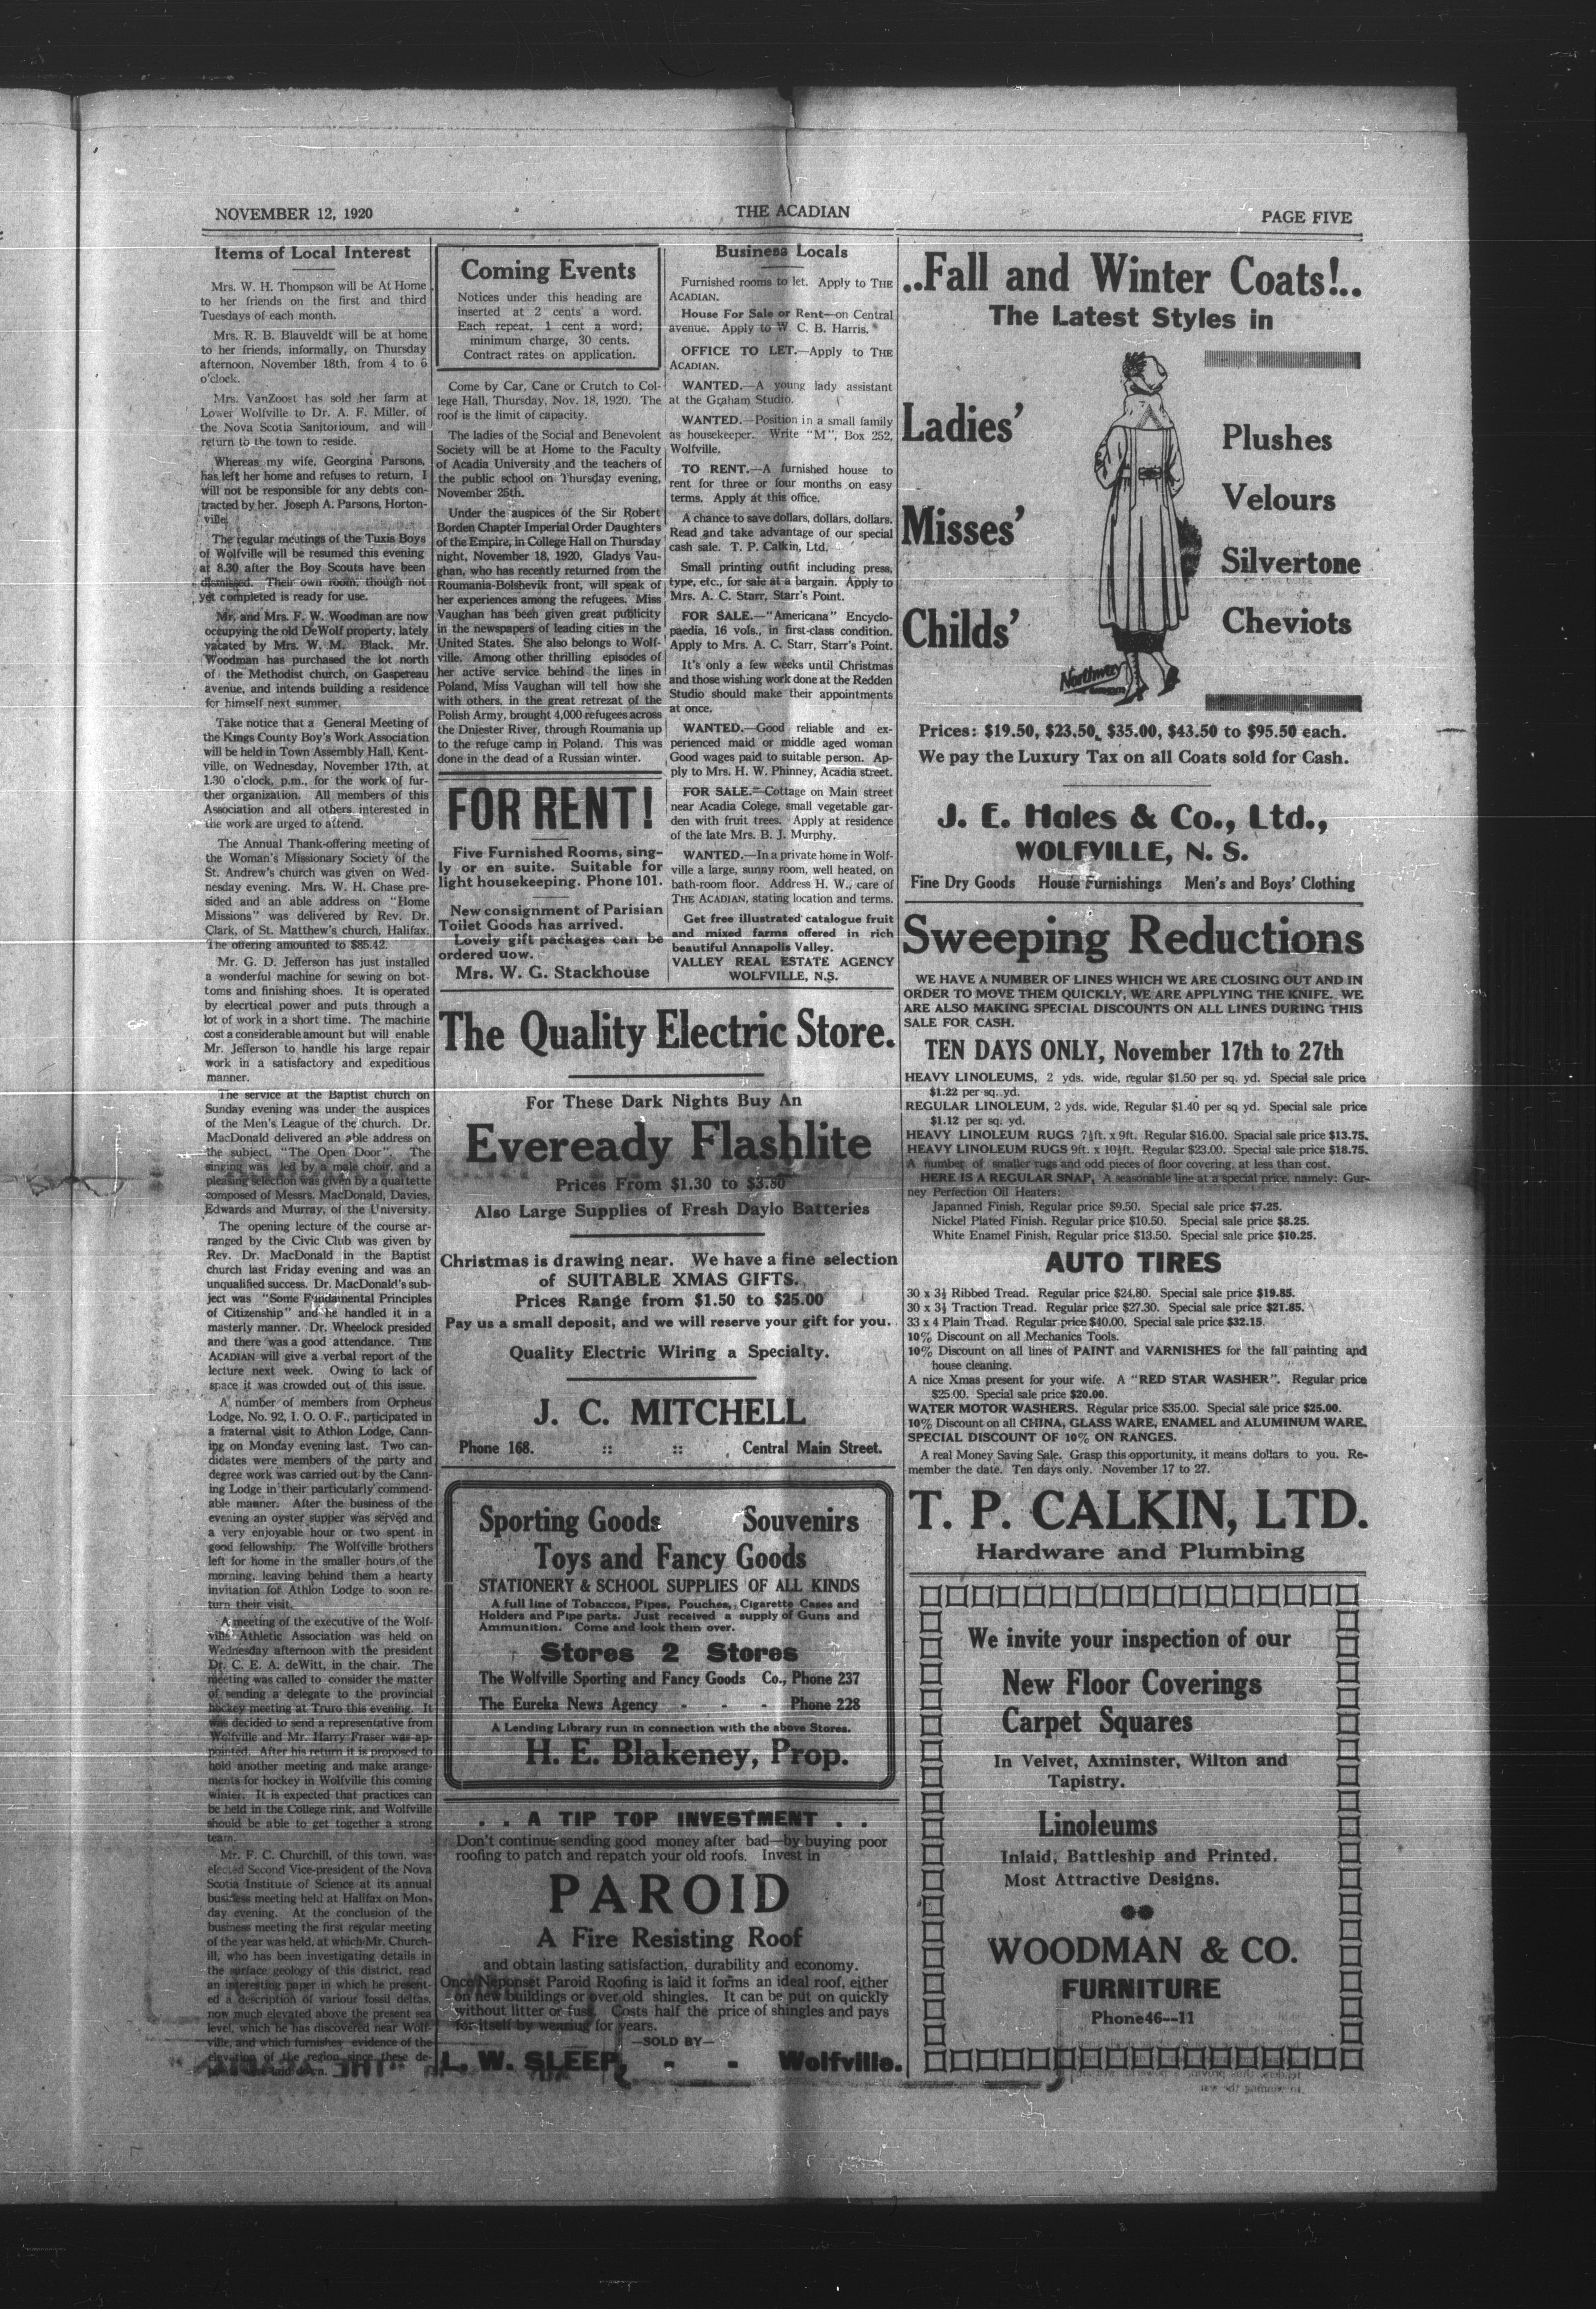 NOVEMBER 12, 1920
THE ACADIAN
PAGE FIVE
Items of Local Interest
Mrs. W. H. Thompson will be At Home
to her friends on the first and third
Tuesdays of each month.
Mrs. R. B. Blauveldt will be at home
to her friends, informally, on Thursday
afternoon, November 18th, from 4 to 6
o'clock.
Mrs. VanZoost has sold her farm at
Lower Wolfville to Dr. A. F. Miller, of
the Nova Scotia Sanitorioum, and will
return to the town to reside.
Whereas my wife, Georgina Parsons,
has left her home and refuses to return, I
will not be responsible for any debts con-
tracted by her. Joseph A. Parsons, Horton-
ville.
The regular meetings of the Tuxis Boys
of Wolfville will be resumed this evening
at 8.30 after the Boy Scouts have been
dismissed. Their own room, though not
yet completed is ready for use.
Mr. and Mrs. F. W. Woodman are now
occupying the old DeWolf property, lately
vacated by Mrs. W. M. Black. Mr.
Woodman has purchased the lot north
of the Methodist church, on Gaspereau
avenue, and intends building a residence
for himself next summer.
Take notice that a General Meeting of
the Kings County Boy's Work Association
will be held in Town Assembly Hall, Kent-
ville, on Wednesday, November 17th, at
1.30 o'clock, p.m., for the work of fur-
ther organization. All members of this
Association and all others interested in
the work are urged to attend.
The Annual Thank-offering meeting of
the Woman's Missionary Society of the
St. Andrew's church was given on Wed-
nesday evening. Mrs. W. H. Chase pre-
sided and an able address on "Home
Missions" was delivered by Rev. Dr.
Clark, of St. Matthew's church, Halifax.
The offering amounted to $85.42.
Mr. G. D. Jefferson has just installed
a wonderful machine for sewing on bot-
toms and finishing shoes. It is operated
by elecrtical power and puts through a
lot of work in a short time. The machine
cost a considerable amount but will enable
Mr. Jefferson to handle his large repair
work in a satisfactory and expeditious
manner.
The service at the Baptist church on
Sunday evening was under the auspices
of the Men's League of the church. Dr.
MacDonald delivered an able address on
the subject, "The Open Door". The
singing was led by a male choir, and a
pleasing selection was given by a quartette
composed of Messrs. MacDonald, Davies,
Edwards and Murray, of the University.
The opening lecture of the course ar-
ranged by the Civic Club was given by
Rev. Dr. MacDonald in the Baptist
church last Friday evening and was an
unqualified success. Dr. MacDonald's sub-
ject was "Some Fundamental Principles
of Citizenship" and he handled it in a
masterly manner. Dr. Wheelock presided
and there was a good attendance. THE
ACADIAN will give a verbal report of the
lecture next week. Owing to lack of
space it was crowded out of this issue.
A number of members from Orpheus
Lodge, No. 92, I. O. O. F., participated in
a fraternal visit to Athlon Lodge, Cann-
ing on Monday evening last. Two can-
didates were members of the party and
degree work was carried out by the Cann-
ing Lodge in their particularly commend-
able manner. After the business of the
evening an oyster supper was served and
a very enjoyable hour or two spent in
good fellowship. The Wolfville brothers
left for home in the smaller hours of the
morning, leaving behind them a hearty
invitation for Athlon Lodge to soon re-
turn their visit.
A meeting of the executive of the Wolf-
ville Athletic Association was held on
Wednesday afternoon with the president
Dr. C. E. A. deWitt, in the chair. The
meeting was called to consider the matter
of sending a delegate to the provincial
hockey meeting at Truro this evening. It
was decided to send a representative from
Wolfville and Mr. Harry Fraser was ap-
pointed. After his return it is proposed to
hold another meeting and make arange-
ments for hockey in Wolfville this coming
winter. It is expected that practices can
be held in the College rink, and Wolfville
should be able to get together a strong
team.
Mr. F. C. Churchill, of this town, was
elected Second Vice-president of the Nova
Scotia Institute of Science at its annual
business meeting held at Halifax on Mon-
day evening. At the conclusion of the
business meeting the first regular meeting
of the year was held, at which Mr. Church-
ill, who has been investigating details in
the surface geology of this district, read
an interesting paper in which he present-
ed a description of various fossil deltas,
now much elevated above the present sea
level, which he has discovered near Wolf-
ville, and which furnishes evidence of the
elevation of the region since these de-
Coming Events
Notices under this heading are
inserted at 2 cents a word.
Each repeat, 1 cent a word;
minimum charge, 30 cents.
Contract rates on application.
Come by Car, Cane or Crutch to Col-
lege Hall, Thursday, Nov. 18, 1920. The
roof is the limit of capacity.
The ladies of the Social and Benevolent
Society will be at Home to the Faculty
of Acadia University and the teachers of
the public school on Thursday evening,
November 25th.
Under the auspices of the Sir Robert
Borden Chapter Imperial Order Daughters
of the Empire, in College Hall on Thursday
night, November 18, 1920, Gladys Vau-
ghan, who has recently returned from the
Roumania-Bolshevik front, will speak of
her experiences among the refugees. Miss
Vaughan has been given great publicity
in the newspapers of leading cities in the
United States. She also belongs to Wolf-
ville. Among other thrilling episodes of
her active service behind the lines in
Poland, Miss Vaughan will tell how she
with others, in the great retrezat of the
Polish Army, brought 4,000 refugees across
the Dniester River, through Roumania up
to the refuge camp in Poland. This was
done in the dead of a Russian winter.
FOR RENT!
Five Furnished Rooms, sing-
ly or en suite. Suitable for
light housekeeping. Phone 101.
New consignment of Parisian
Toilet Goods has arrived.
Lovely gift packages can be
ordered uow.
Mrs. W. G. Stackhouse
Business Locals
Furnished rooms to let. Apply to THE
ACADIAN.
House For Sale or Rent—on Central
avenue. Apply to W. C. B. Harris.
OFFICE TO LET.—Apply to THE
ACADIAN.
WANTED.—A young lady assistant
at the Graham Studio.
WANTED.—Position in a small family
as housekeeper. Write "M", Box 252,
Wolfville.
TO RENT.—A furnished house to
rent for three or four months on easy
terms. Apply at this office.
A chance to save dollars, dollars, dollars.
Read and take advantage of our special
cash sale. T. P. Calkin, Ltd.
Small printing outfit including press,
type, etc., for sale at a bargain. Apply to
Mrs. A. C. Starr, Starr's Point.
FOR SALE.—"Americana" Encyclo-
paedia, 16 vols., in first-class condition.
Apply to Mrs. A. C. Starr, Starr's Point.
It's only a few weeks until Christmas
and those wishing work done at the Redden
Studio should make their appointments
at once.
WANTED.—Good reliable and ex-
perienced maid or middle aged woman
Good wages paid to suitable person. Ap-
ply to Mrs. H. W. Phinney, Acadia street.
FOR SALE.—Cottage on Main street
near Acadia Colege, small vegetable gar-
den with fruit trees. Apply at residence
of the late Mrs. B. J. Murphy.
WANTED.—In a private home in Wolf-
ville a large, sunny room, well heated, on
bath-room floor. Address H. W., care of
THE ACADIAN, stating location and terms.
Get free illustrated catalogue fruit
and mixed farms offered in rich
beautiful Annapolis Valley.
VALLEY REAL ESTATE AGENCY
WOLFVILLE, N.S.
The Quality Electric Store.
For These Dark Nights Buy An
Eveready Flashlite
Prices From $1.30 to $3.80
Also Large Supplies of Fresh Daylo Batteries
Christmas is drawing near. We have a fine selection
of SUITABLE XMAS GIFTS.
Prices Range from $1.50 to $25.00
Pay us a small deposit, and we will reserve your gift for you.
Quality Electric Wiring a Specialty.
J. C. MITCHELL
Phone 168. :: :: Central Main Street.
Sporting Goods Souvenirs
Toys and Fancy Goods
STATIONERY & SCHOOL SUPPLIES OF ALL KINDS
A full line of Tobaccos, Pipes, Pouches, Cigarette Cases and
Holders and Pipe parts. Just received a supply of Guns and
Ammunition. Come and look them over.
Stores 2 Stores
The Wolfville Sporting and Fancy Goods Co., Phone 237
The Eureka News Agency - - - Phone 228
A Lending Library run in connection with the above Stores.
H. E. Blakeney, Prop.
. . A TIP TOP INVESTMENT . .
Don't continue sending good money after bad—by buying poor
roofing to patch and repatch your old roofs. Invest in
PAROID
A Fire Resisting Roof
and obtain lasting satisfaction, durability and economy.
Once Neponset Paroid Roofing is laid it forms an ideal roof, either
on new buildings or over old shingles. It can be put on quickly
without litter or fuss. Costs half the price of shingles and pays
for itself by wearing for years.
—SOLD BY—
L. W. SLEEP, - - Wolfville.
..Fall and Winter Coats!..
The Latest Styles in
Ladies'
Misses'
Childs'
Plushes
Velours
Silvertone
Cheviots
Northway
Prices: $19.50, $23.50, $35.00, $43.50 to $95.50 each.
We pay the Luxury Tax on all Coats sold for Cash.
J. E. Hales & Co., Ltd.,
WOLFVILLE, N. S.
Fine Dry Goods House Furnishings Men's and Boys' Clothing
Sweeping Reductions
WE HAVE A NUMBER OF LINES WHICH WE ARE CLOSING OUT AND IN
ORDER TO MOVE THEM QUICKLY, WE ARE APPLYING THE KNIFE. WE
ARE ALSO MAKING SPECIAL DISCOUNTS ON ALL LINES DURING THIS
SALE FOR CASH.
TEN DAYS ONLY, November 17th to 27th
HEAVY LINOLEUMS, 2 yds. wide, regular $1.50 per sq. yd. Special sale price
$1.22 per sq. yd.
REGULAR LINOLEUM, 2 yds. wide, Regular $1.40 per sq yd. Special sale price
$1.12 per sq. yd.
HEAVY LINOLEUM RUGS 7½ft. x 9ft. Regular $16.00. Spacial sale price $13.75.
HEAVY LINOLEUM RUGS 9ft. x 10½ft. Regular $23.00. Special sale price $18.75.
A number of smaller rugs and odd pieces of floor covering, at less than cost.
HERE IS A REGULAR SNAP, A seasonable line at a special price, namely: Gur-
ney Perfection Oil Heaters:
Japanned Finish, Regular price $9.50. Special sale price $7.25.
Nickel Plated Finish. Regular price $10.50. Special sale price $8.25.
White Enamel Finish, Regular price $13.50. Special sale price $10.25.
AUTO TIRES
30 x 3½ Ribbed Tread. Regular price $24.80. Special sale price $19.85.
30 x 3½ Traction Tread. Regular price $27.30. Special sale price $21.85.
33 x 4 Plain Tread. Regular price $40.00. Special sale price $32.15.
10% Discount on all Mechanics Tools.
10% Discount on all lines of PAINT and VARNISHES for the fall painting and
house cleaning.
A nice Xmas present for your wife. A "RED STAR WASHER". Regular price
$25.00. Special sale price $20.00.
WATER MOTOR WASHERS. Regular price $35.00. Special sale price $25.00.
10% Discount on all CHINA, GLASS WARE, ENAMEL and ALUMINUM WARE.
SPECIAL DISCOUNT OF 10% ON RANGES.
A real Money Saving Sale. Grasp this opportunity, it means dollars to you. Re-
member the date. Ten days only. November 17 to 27.
T. P. CALKIN, LTD.
Hardware and Plumbing
We invite your inspection of our
New Floor Coverings
Carpet Squares
In Velvet, Axminster, Wilton and
Tapistry.
Linoleums
Inlaid, Battleship and Printed.
Most Attractive Designs.
WOODMAN & CO.
FURNITURE
Phone46--11